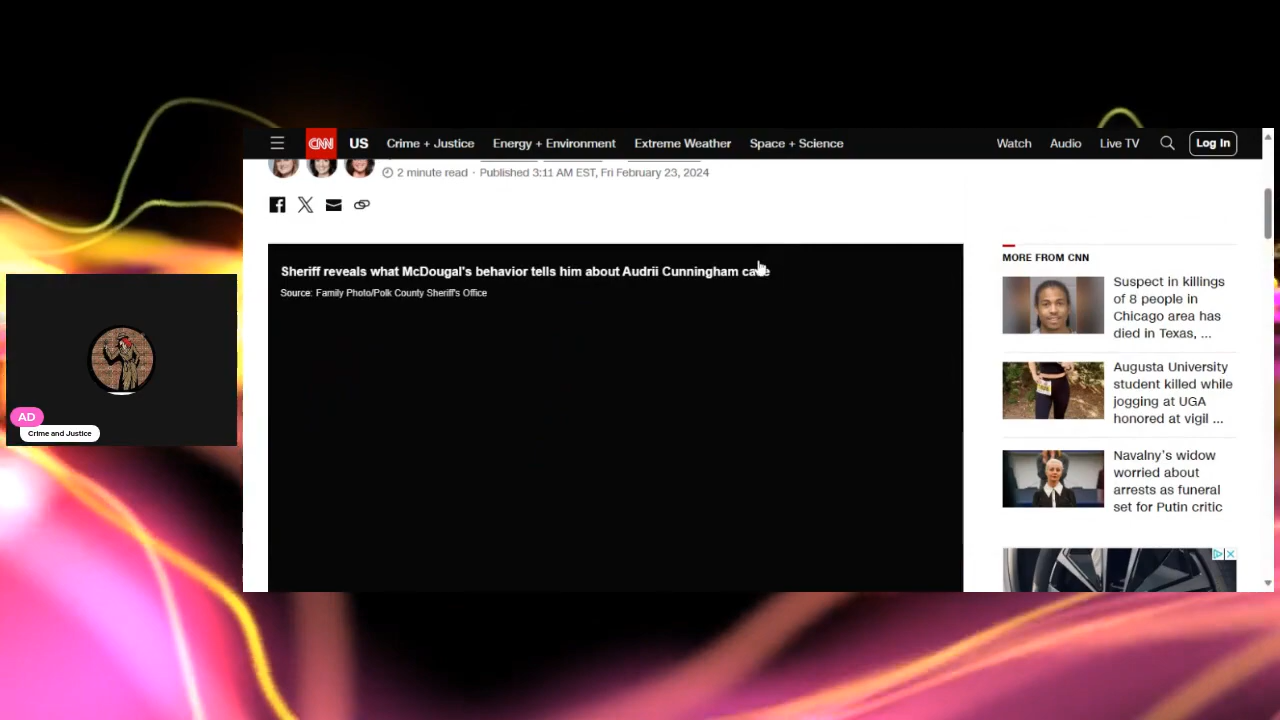 CNN US Crime + Justice Energy + Environment Extreme Weather Space + Science Watch Audio Live TV Log In
2 minute read · Published 3:11 AM EST, Fri February 23, 2024
Sheriff reveals what McDougal's behavior tells him about Audrii Cunningham
Source: Family Photo/Polk County Sheriff's Office
MORE FROM CNN
Suspect in killings
of 8 people in
Chicago area has
died in Texas, ...
Augusta University
student killed while
jogging at UGA
honored at vigil ...
Navalny's widow
worried about
arrests as funeral
set for Putin critic
AD
Crime and Justice